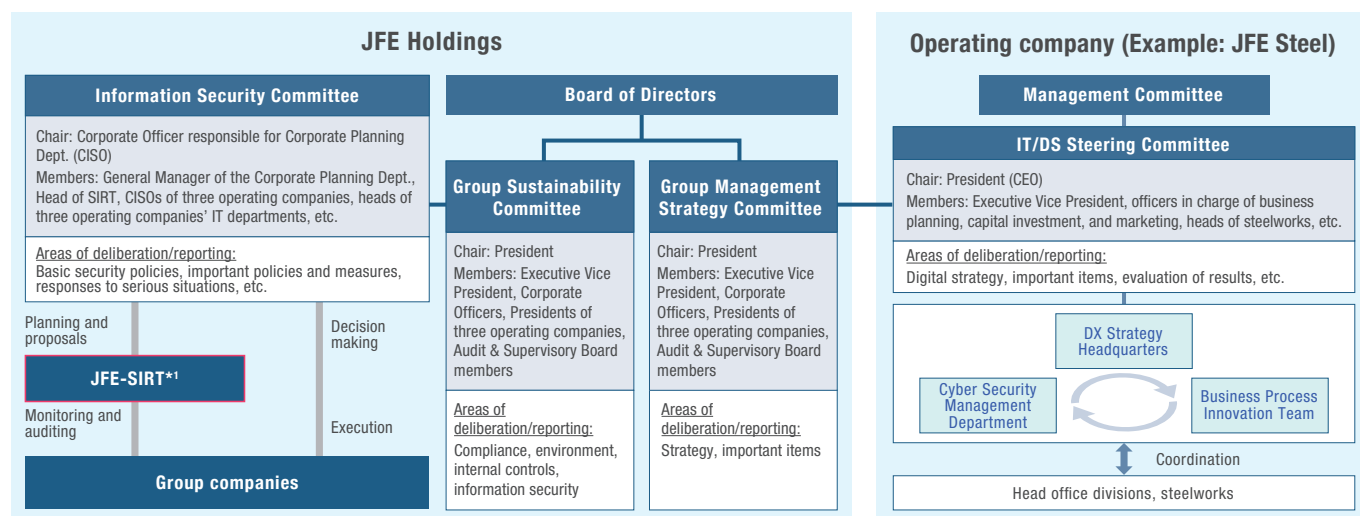 JFE Holdings
Information Security Committee
Chair: Corporate Officer responsible for Corporate Planning
Dept. (CISO)
Members: General Manager of the Corporate Planning Dept.,
Head of SIRT, CISOs of three operating companies, heads of
three operating companies' IT departments, etc.
Areas of deliberation/reporting:
Basic security policies, important policies and measures,
responses to serious situations, etc.
Planning and
proposals
Decision
making
JFE-SIRT*1
Monitoring and
auditing
Execution
Group companies
Board of Directors
Group Sustainability
Committee
Chair: President
Members: Executive Vice
President, Corporate
Officers, Presidents of
three operating companies,
Audit & Supervisory Board
members
Areas of
deliberation/reporting:
Compliance, environment,
internal controls,
information security
Group Management
Strategy Committee
Chair: President
Members: Executive Vice
President, Corporate
Officers, Presidents of
three operating companies,
Audit & Supervisory Board
members
Areas of
deliberation/reporting:
Strategy, important items
Operating company (Example: JFE Steel)
Management Committee
IT/DS Steering Committee
Chair: President (CEO)
Members: Executive Vice President, officers in charge of business
planning, capital investment, and marketing, heads of steelworks, etc.
Areas of deliberation/reporting:
Digital strategy, important items, evaluation of results, etc.
DX Strategy
Headquarters
Cyber Security
Management
Department
Business Process
Innovation Team
Coordination
Head office divisions, steelworks